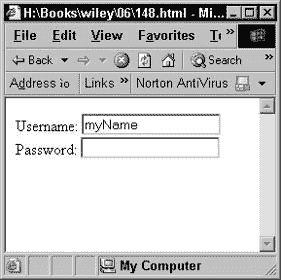 H:\Books\wiley\06\148.html - Mi...
File Edit View Favorites
Back Search
Links Norton AntiVirus
Username: myName
Password:
My Computer